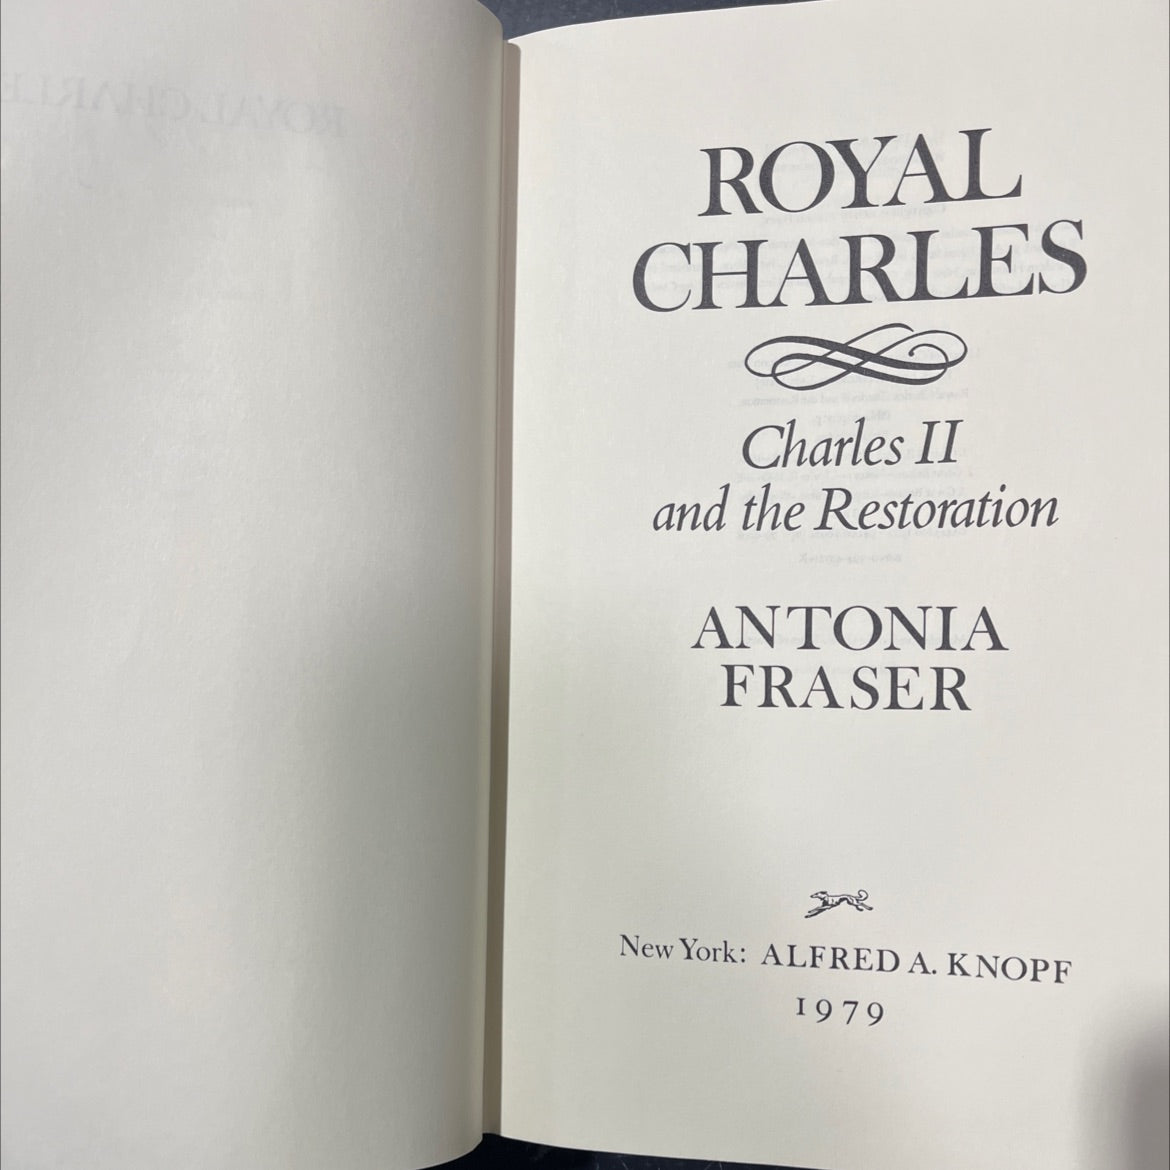 ROYAL
CHARLES
Charles II
and the Restoration
ANTONIA
FRASER
New York: ALFRED A. KNOPF
1979